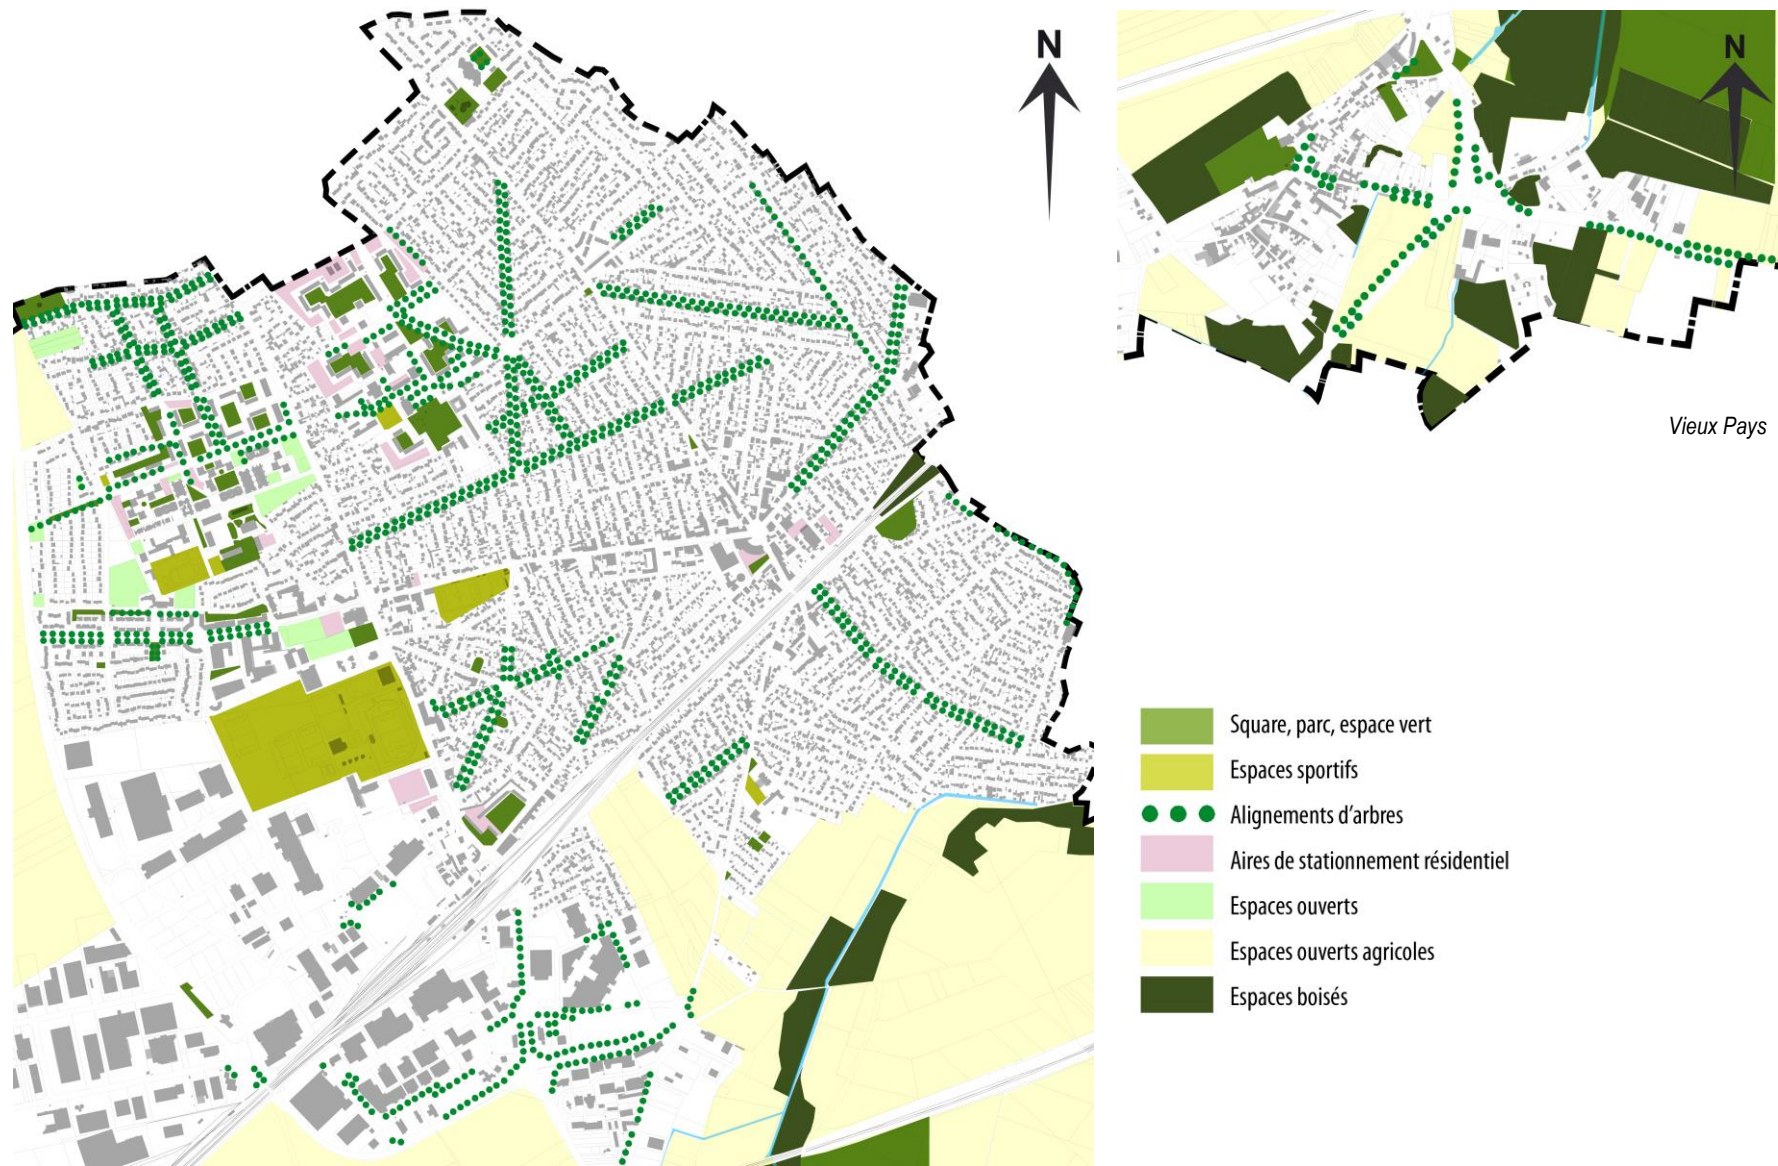 N
N
Vieux Pays
Square, parc, espace vert
Espaces sportifs
Alignements d'arbres
Aires de stationnement résidentiel
Espaces ouverts
Espaces ouverts agricoles
Espaces boisés